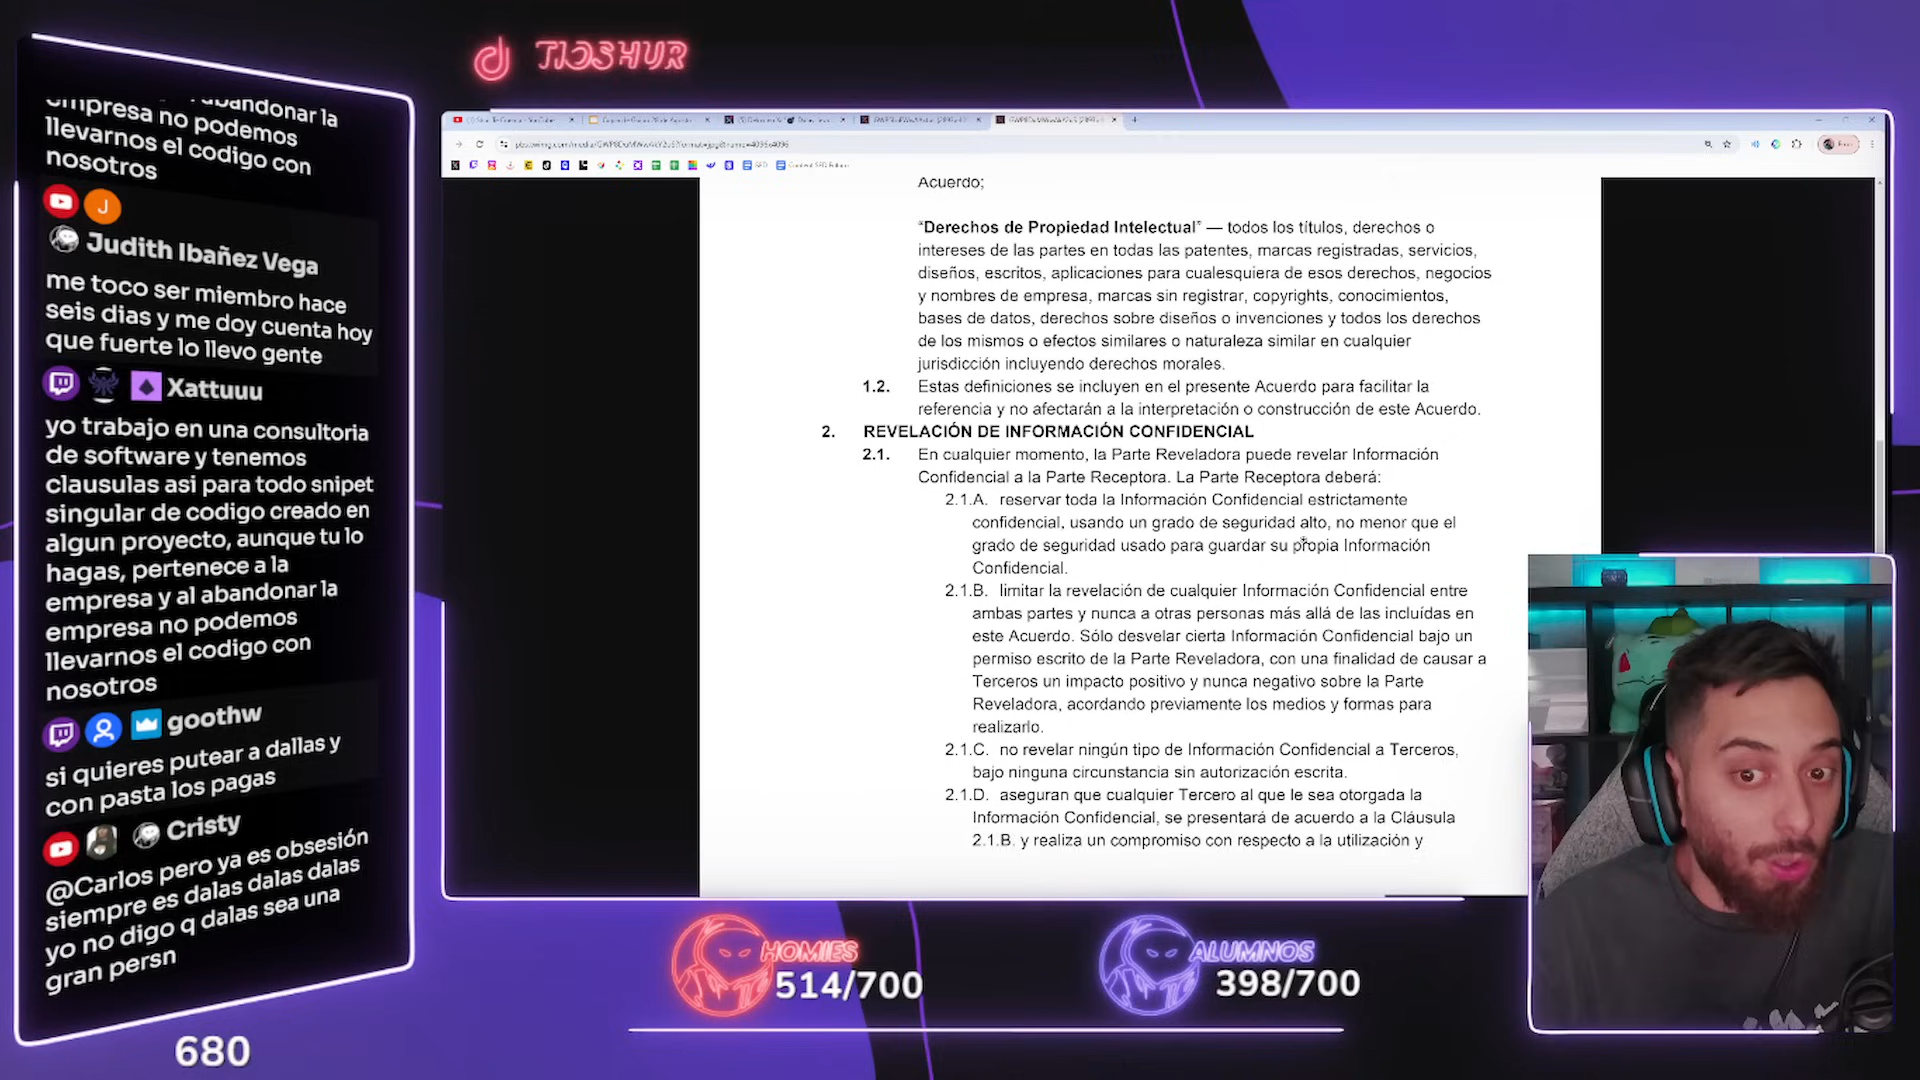 TIOSHUR
empresa no podemos
llevarnos el codigo con
nosotros
J
Judith Ibañez Vega
me toco ser miembro hace
seis dias y me doy cuenta hoy
que fuerte lo llevo gente
Xattuuu
yo trabajo en una consultoria
de software y tenemos
clausulas asi para todo snipet
singular de codigo creado en
algun proyecto, aunque tu lo
hagas, pertenece a la
empresa y al abandonar la
empresa no podemos
llevarnos el codigo con
nosotros
goothw
si quieres putear a dallas y
con pasta los pagas
Cristy
@Carlos pero ya es obsesión
siempre es dalas dalas dalas
yo no digo q dalas sea una
gran persn
680
Acuerdo;
“Derechos de Propiedad Intelectual” — todos los títulos, derechos o
intereses de las partes en todas las patentes, marcas registradas, servicios,
diseños, escritos, aplicaciones para cualesquiera de esos derechos, negocios
y nombres de empresa, marcas sin registrar, copyrights, conocimientos,
bases de datos, derechos sobre diseños o invenciones y todos los derechos
de los mismos o efectos similares o naturaleza similar en cualquier
jurisdicción incluyendo derechos morales.
1.2. Estas definiciones se incluyen en el presente Acuerdo para facilitar la
referencia y no afectarán a la interpretación o construcción de este Acuerdo.
2. REVELACIÓN DE INFORMACIÓN CONFIDENCIAL
2.1. En cualquier momento, la Parte Reveladora puede revelar Información
Confidencial a la Parte Receptora. La Parte Receptora deberá:
2.1.A. reservar toda la Información Confidencial estrictamente
confidencial, usando un grado de seguridad alto, no menor que el
grado de seguridad usado para guardar su propia Información
Confidencial.
2.1.B. limitar la revelación de cualquier Información Confidencial entre
ambas partes y nunca a otras personas más allá de las incluídas en
este Acuerdo. Sólo desvelar cierta Información Confidencial bajo un
permiso escrito de la Parte Reveladora, con una finalidad de causar a
Terceros un impacto positivo y nunca negativo sobre la Parte
Reveladora, acordando previamente los medios y formas para
realizarlo.
2.1.C. no revelar ningún tipo de Información Confidencial a Terceros,
bajo ninguna circunstancia sin autorización escrita.
2.1.D. aseguran que cualquier Tercero al que le sea otorgada la
Información Confidencial, se presentará de acuerdo a la Cláusula
2.1.B. y realiza un compromiso con respecto a la utilización y
HOMIES
514/700
ALUMNOS
398/700